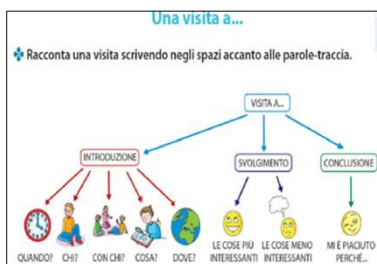 Una visita a...
Racconta una visita scrivendo negli spazi accanto alle parole-traccia.
VISITA A...
INTRODUZIONE
SVOLGIMENTO
CONCLUSIONE
QUANDO?
CHI?
CON CHI?
COSA?
DOVE?
LE COSE PIÙ
INTERESSANTI
LE COSE MENO
INTERESSANTI
MI È PIACIUTO
PERCHÉ...